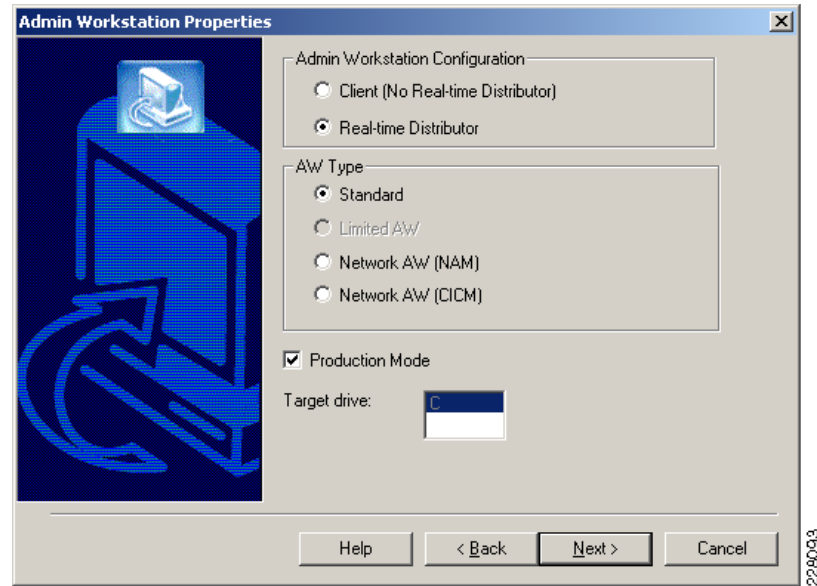 Admin Workstation Properties
Admin Workstation Configuration
Client (No Real-time Distributor)
Real-time Distributor
AW Type
Standard
Limited AW
Network AW (NAM)
Network AW (CICM)
Production Mode
Target drive:
C
Help
< Back
Next >
Cancel
228093